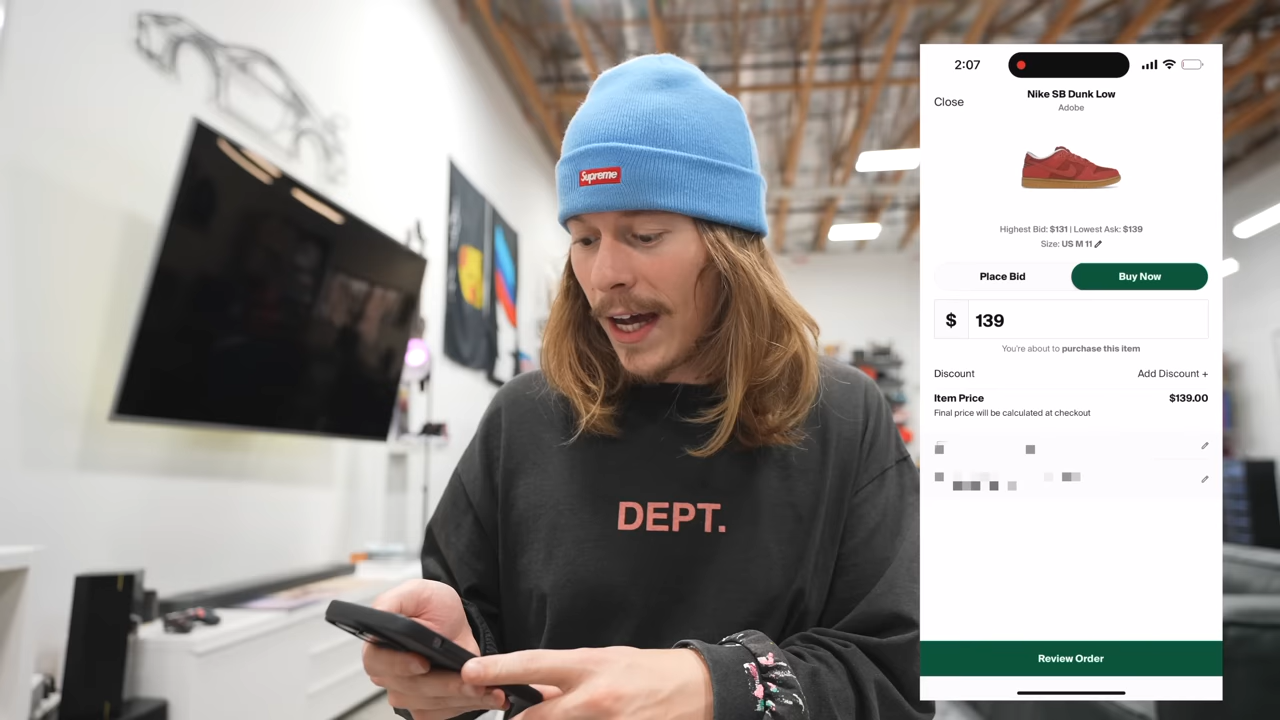 Supreme
DEPT.
2:07
Close
Nike SB Dunk Low
Adobe
Highest Bid: $131 | Lowest Ask: $139
Size: US M 11
Place Bid
Buy Now
$ 139
You're about to purchase this item
Discount
Add Discount +
Item Price
$139.00
Final price will be calculated at checkout
Review Order